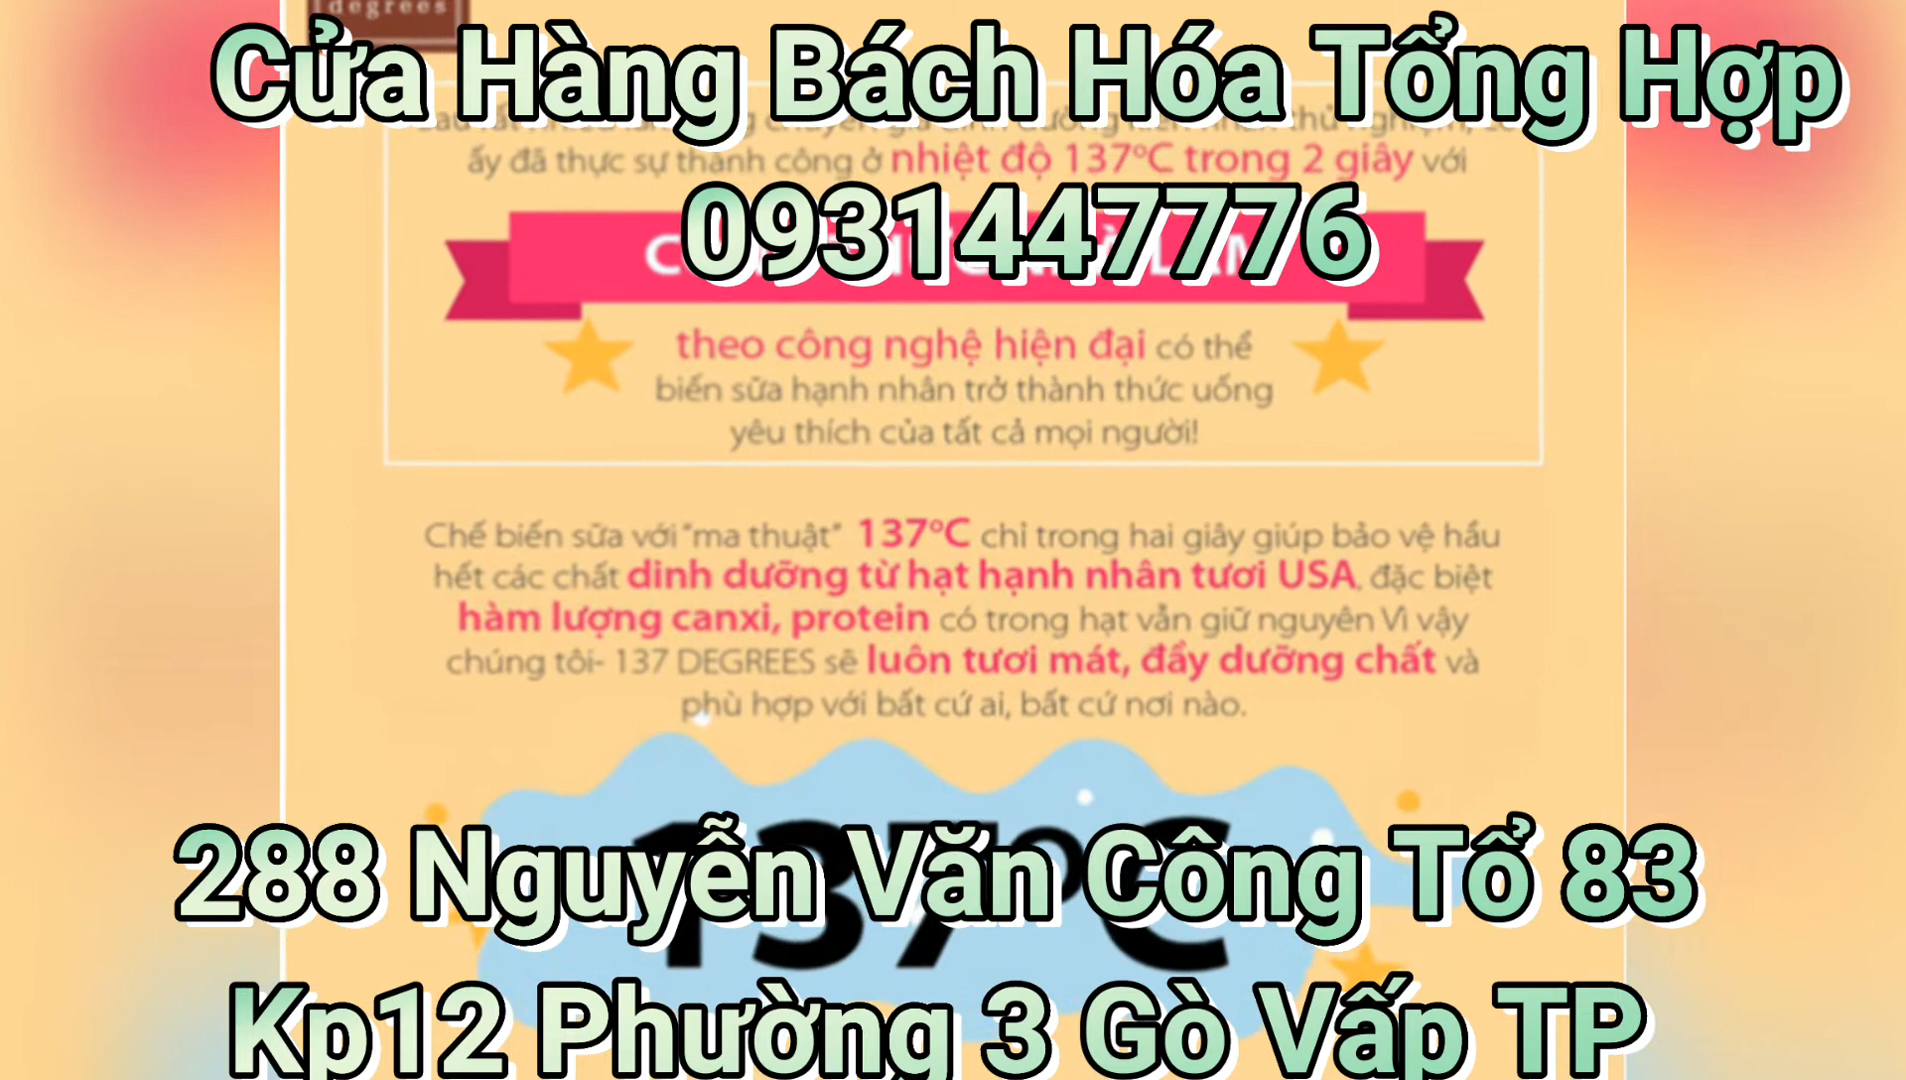 degrees
Cửa Hàng Bách Hóa Tổng Hợp
ấy đã thực sự thành công ở nhiệt độ 137°C trong 2 giây với
0931447776
theo công nghệ hiện đại có thể
biến sữa hạnh nhân trở thành thức uống
yêu thích của tất cả mọi người!
Chế biến sữa với "ma thuật" 137°C chỉ trong hai giây giúp bảo vệ hầu
hết các chất dinh dưỡng từ hạt hạnh nhân tươi USA, đặc biệt
hàm lượng canxi, protein có trong hạt vẫn giữ nguyên Vì vậy
chúng tôi- 137 DEGREES sẽ luôn tươi mát, đầy dưỡng chất và
phù hợp với bất cứ ai, bất cứ nơi nào.
137°C
288 Nguyễn Văn Công Tổ 83
Kp12 Phường 3 Gò Vấp TP